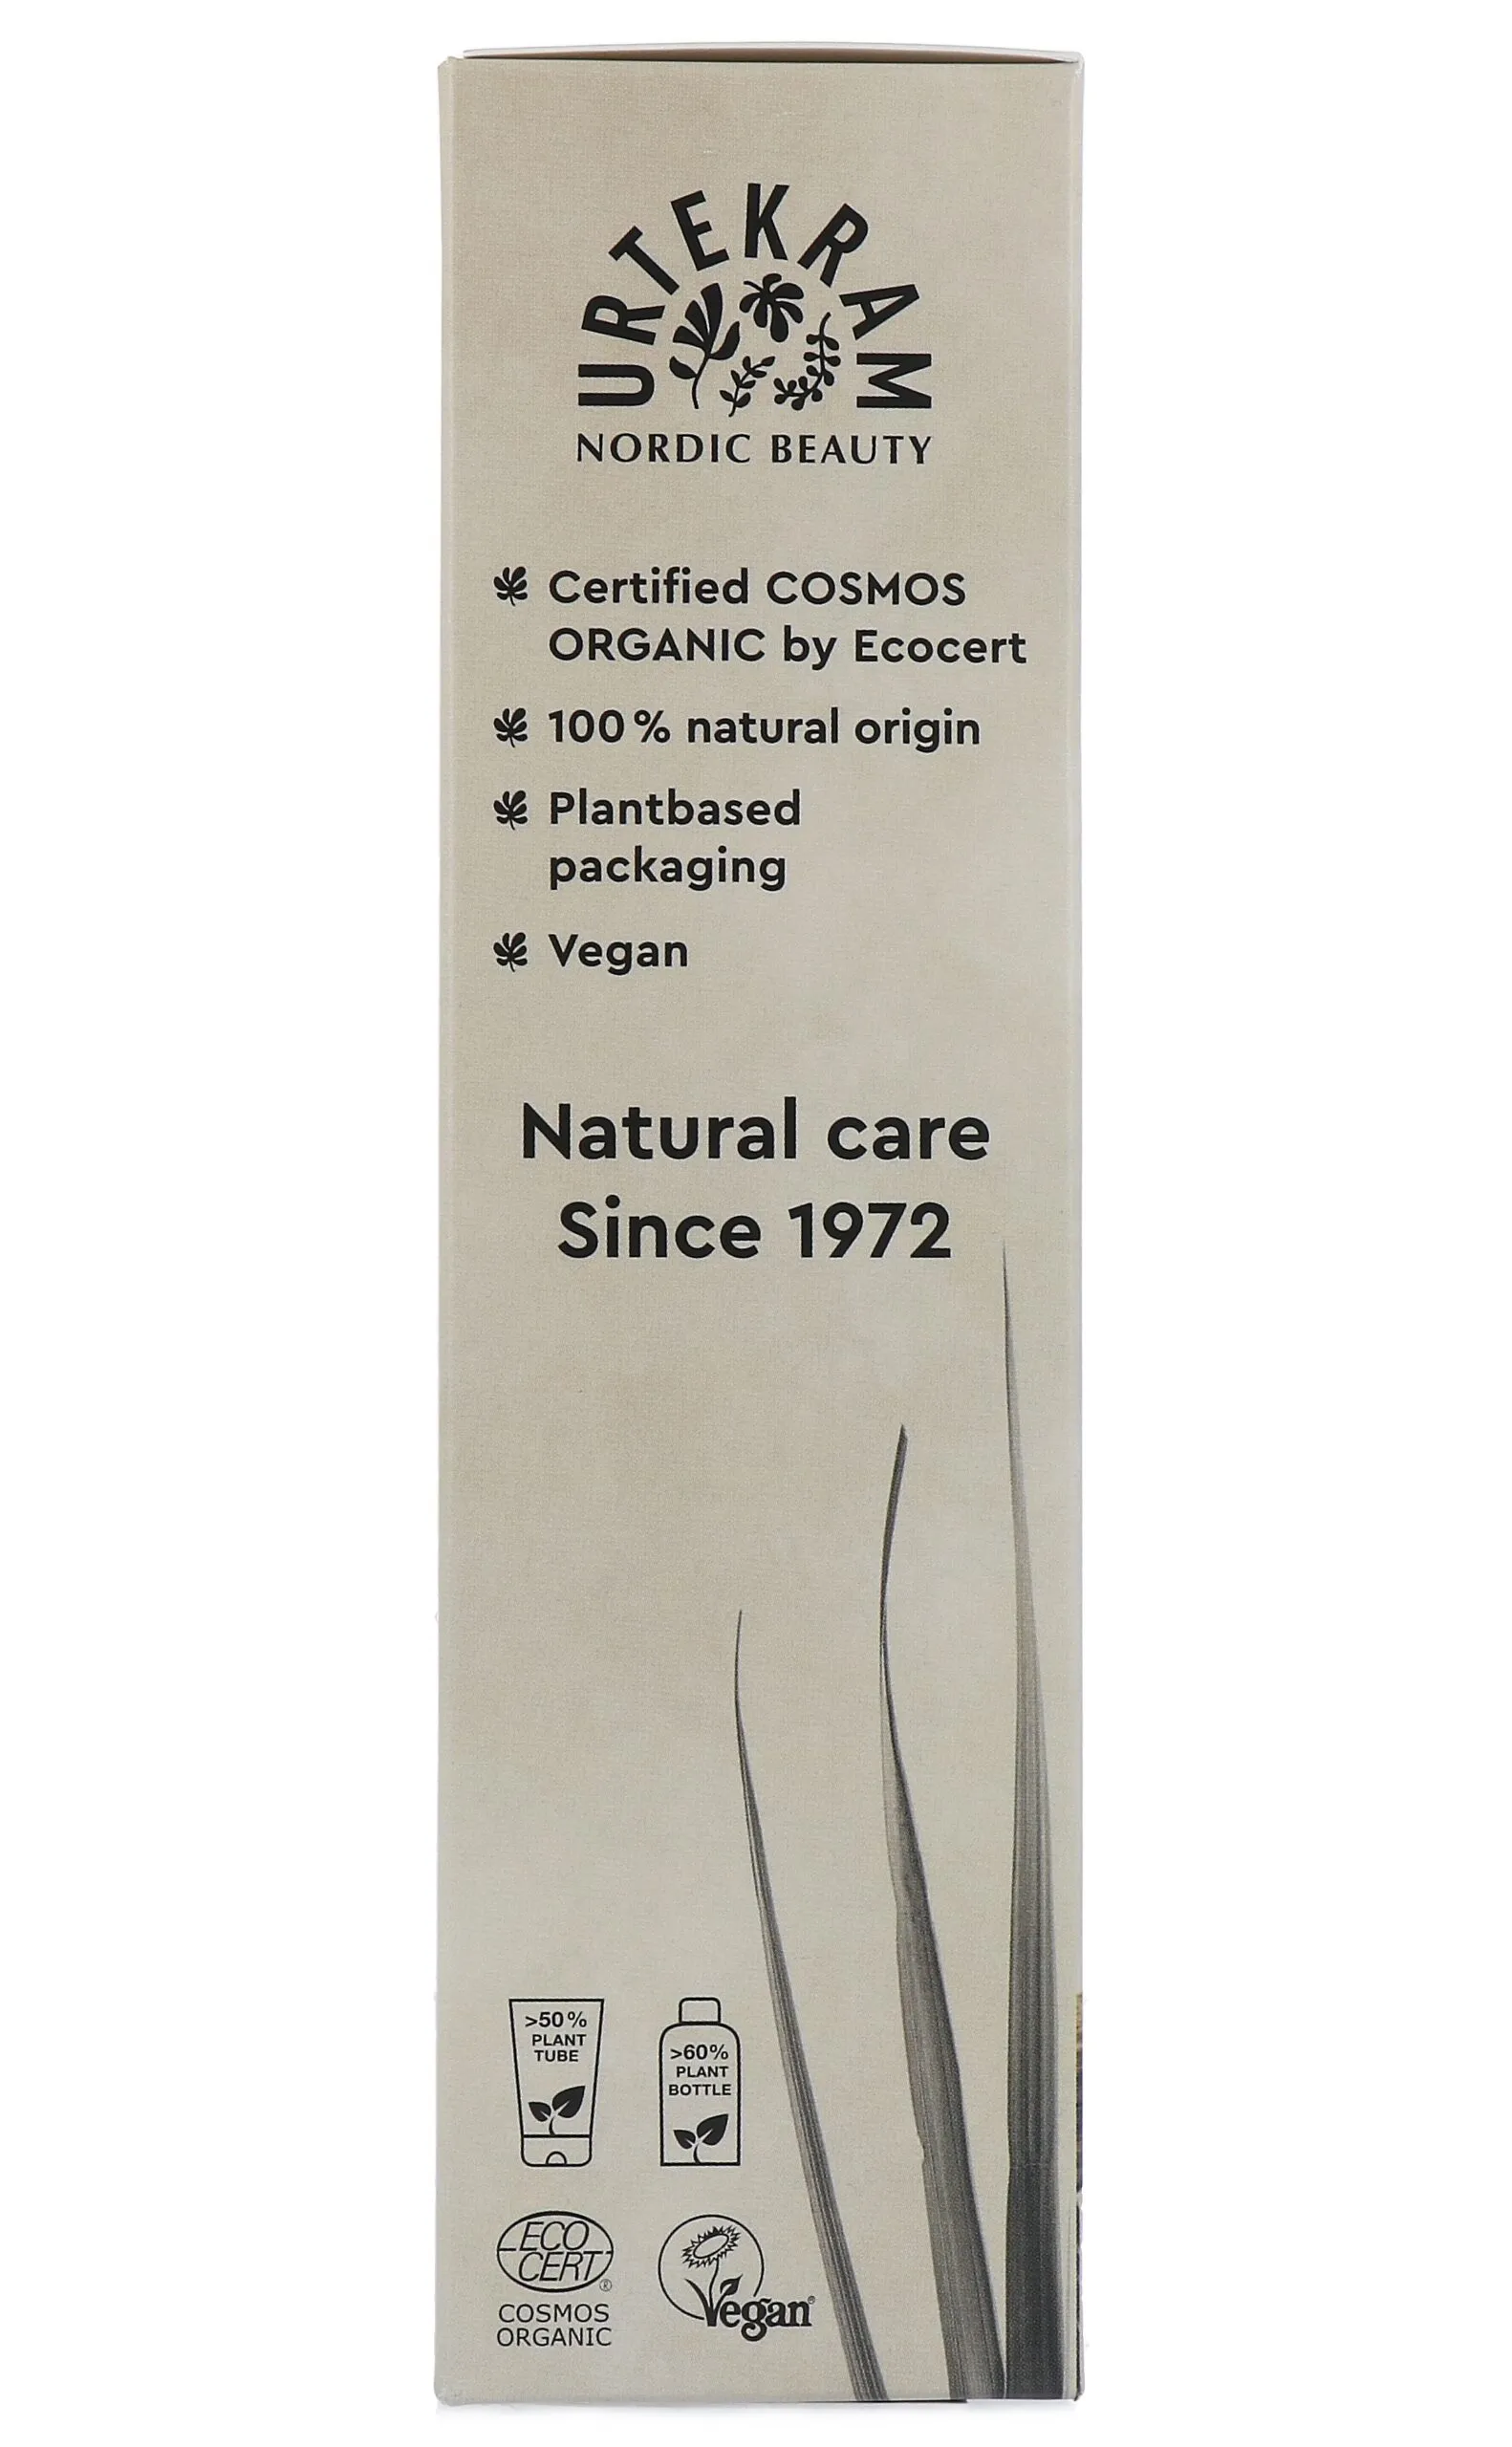 URTEKRAM
NORDIC BEAUTY
Certified COSMOS
ORGANIC by Ecocert
100% natural origin
Plantbased
packaging
Vegan
Natural care
Since 1972
>50%
PLANT
TUBE
>60%
PLANT
BOTTLE
ECO
CERT®
COSMOS
ORGANIC
Vegan®